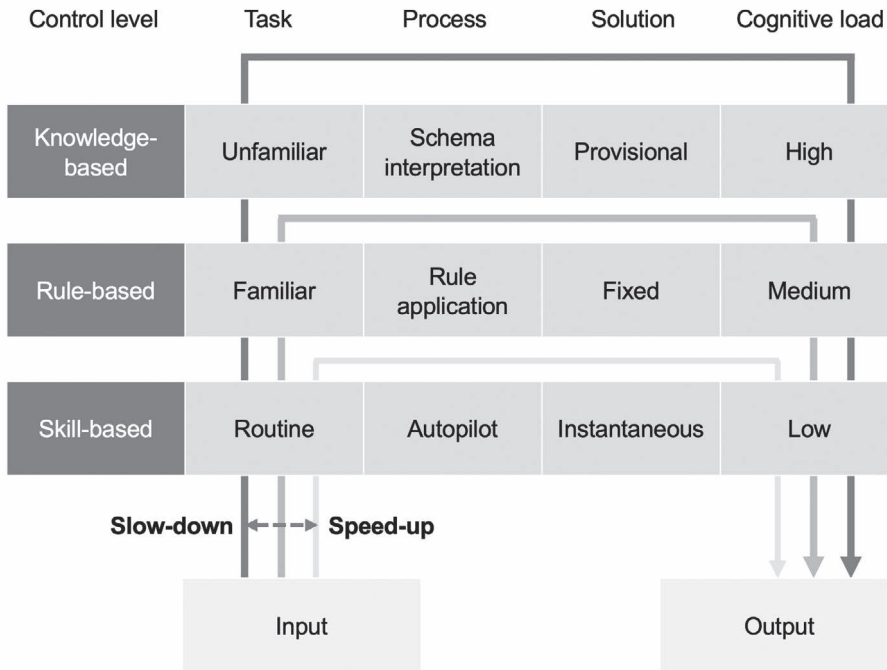 Control level
Task
Process
Solution
Cognitive load
Knowledge-
based
Unfamiliar
Schema
interpretation
Provisional
High
Rule-based
Familiar
Rule
application
Fixed
Medium
Skill-based
Routine
Autopilot
Instantaneous
Low
Slow-down
Speed-up
Input
Output